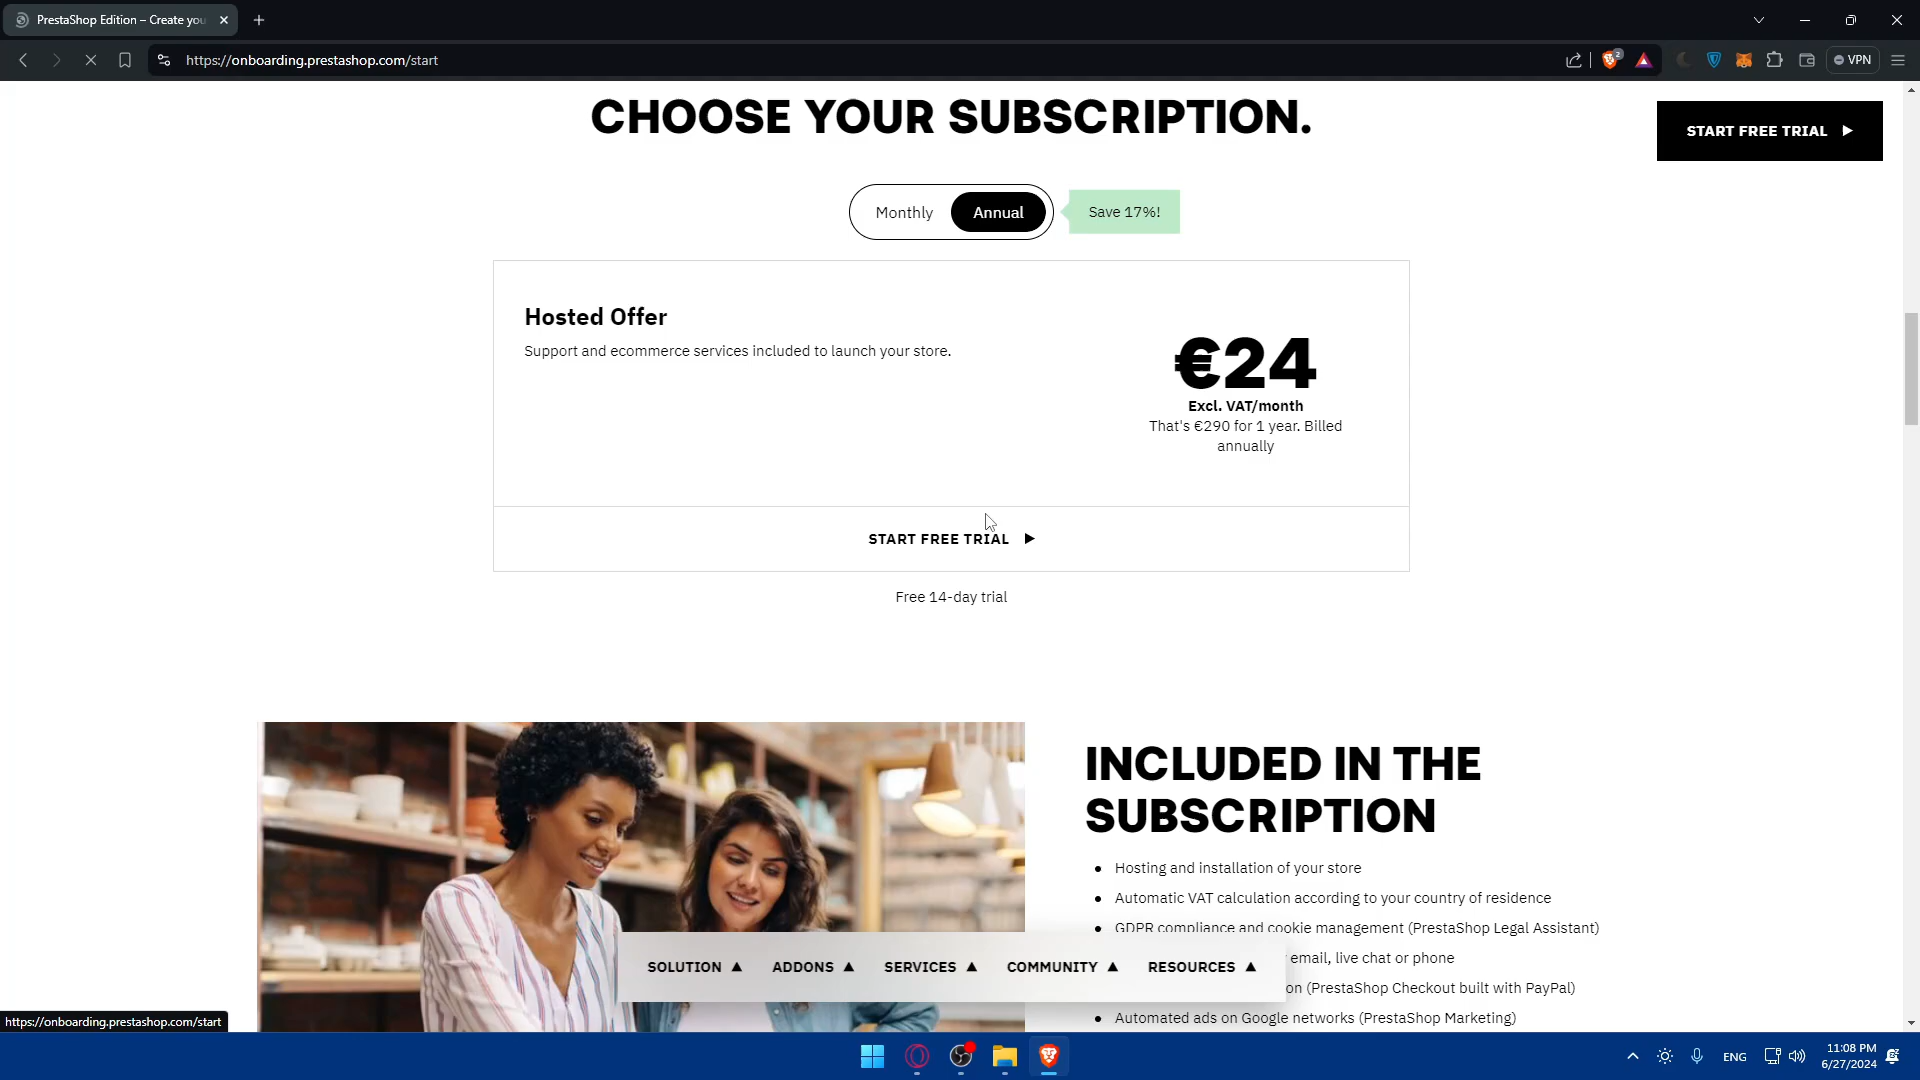 PrestaShop Edition – Create you
https://onboarding.prestashop.com/start
2
VPN
CHOOSE YOUR SUBSCRIPTION.
START FREE TRIAL
Monthly
Annual
Save 17%!
Hosted Offer
Support and ecommerce services included to launch your store.
€24
Excl. VAT/month
That's €290 for 1 year. Billed
annually
START FREE TRIAL
Free 14-day trial
INCLUDED IN THE
SUBSCRIPTION
Hosting and installation of your store
Automatic VAT calculation according to your country of residence
GDPR compliance and cookie management (PrestaShop Legal Assistant)
email, live chat or phone
on (PrestaShop Checkout built with PayPal)
Automated ads on Google networks (PrestaShop Marketing)
SOLUTION
ADDONS
SERVICES
COMMUNITY
RESOURCES
https://onboarding.prestashop.com/start
ENG
11:08 PM
6/27/2024